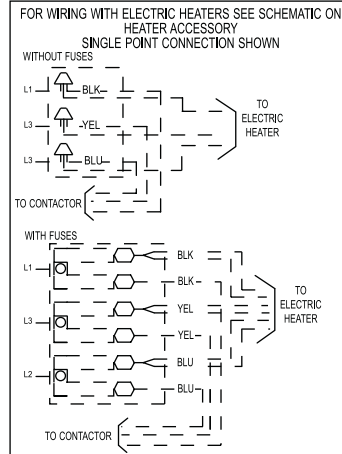 FOR WIRING WITH ELECTRIC HEATERS SEE SCHEMATIC ON
HEATER ACCESSORY
SINGLE POINT CONNECTION SHOWN
WITHOUT FUSES
L1 BLK
L3 YEL
L3 BLU
TO
ELECTRIC
HEATER
TO CONTACTOR
WITH FUSES
BLK
L1
BLK
YEL
L3
YEL
BLU
L2
BLU
TO
ELECTRIC
HEATER
TO CONTACTOR